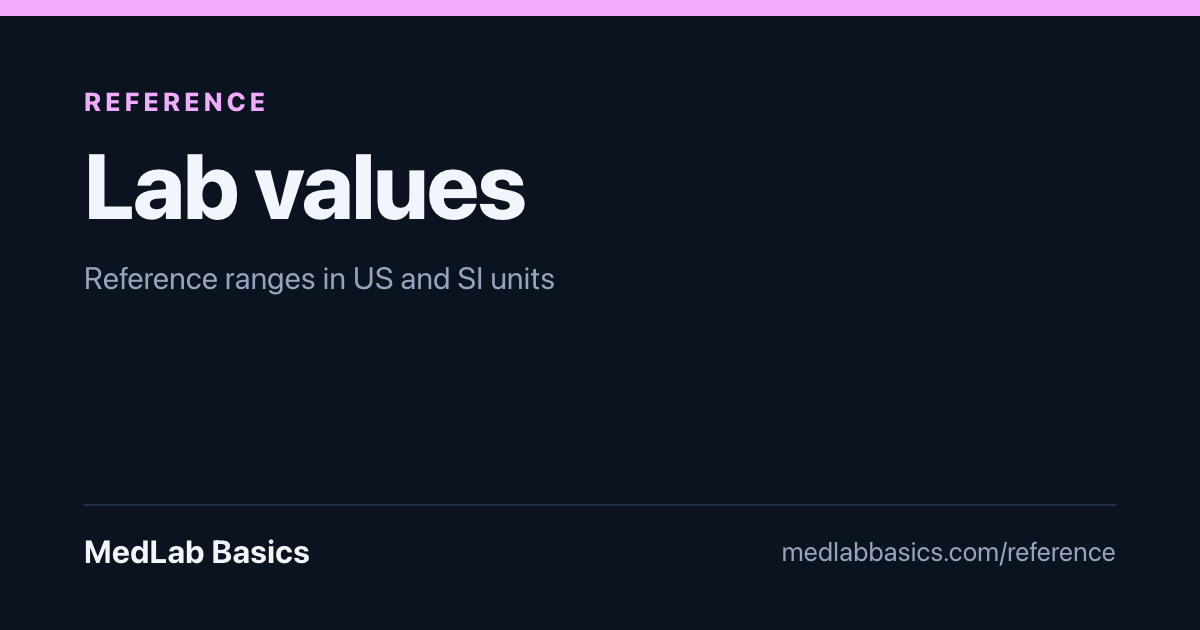 REFERENCE
Lab values
Reference ranges in US and SI units
MedLab Basics
medlabbasics.com/reference